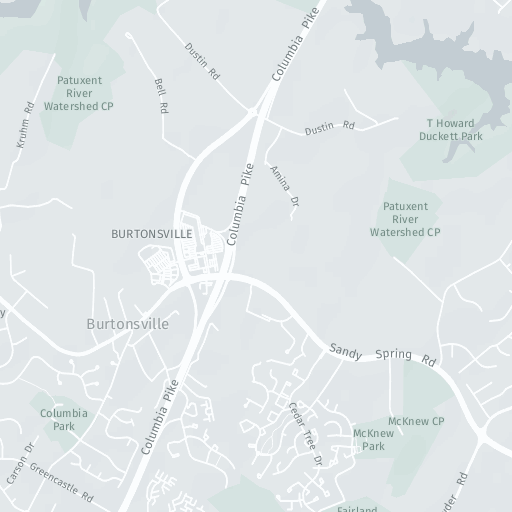 Columbia Pike
Dustin Rd
Patuxent
River
Watershed CP
Bell Rd
Kruhm Rd
Dustin Rd
T Howard
Duckett Park
Amina Dr
Columbia Pike
Patuxent
River
Watershed CP
BURTONSVILLE
Burtonsville
Sandy Spring Rd
Columbia Pike
Columbia
Park
Cedar Tree Dr
McKnew CP
McKnew
Park
Carson Dr
Greencastle Rd
Fairland